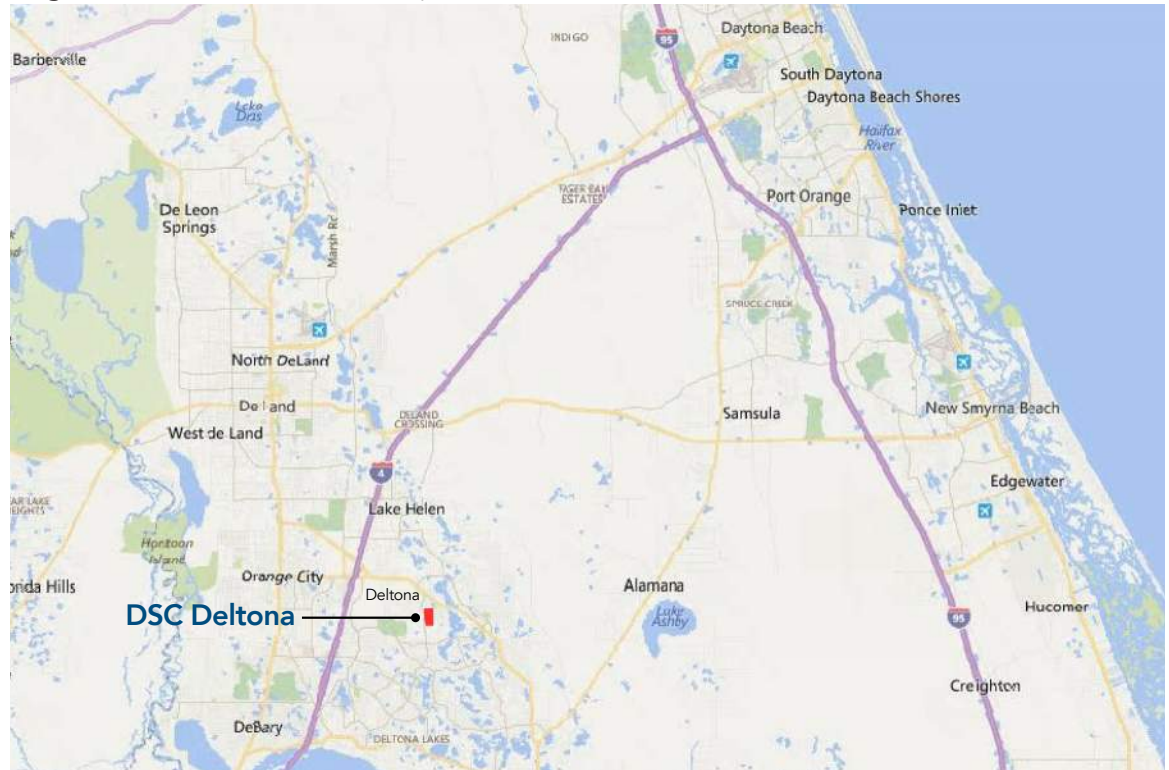 Daytona Beach
INDIGO
95
Barberville
South Daytona
Daytona Beach Shores
Lake
Dias
Halifax
River
TIGER BAY
ESTATES
Port Orange
De Leon
Springs
Ponce Inlet
Marsh Rd
SPRUCE CREEK
North DeLand
DeLand
DELAND
CROSSING
Samsula
New Smyrna Beach
West de Land
4
Edgewater
Lake Helen
Hontoon
Island
Orange City
Alamana
orida Hills
Deltona
Hucomer
DSC Deltona
Lake
Ashby
95
Creighton
DeBary
DELTONA LAKES